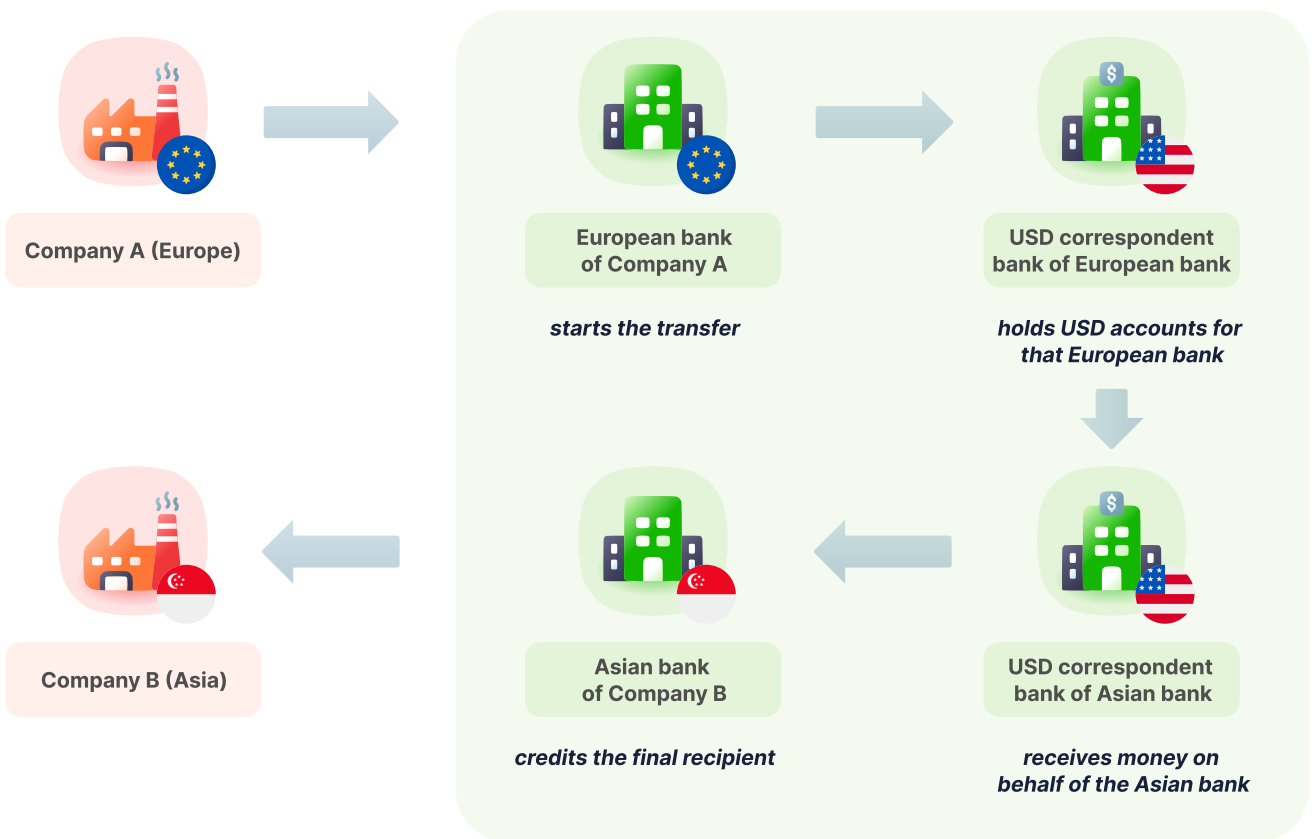 Company A (Europe)
European bank
of Company A
starts the transfer
USD correspondent
bank of European bank
holds USD accounts for
that European bank
$
$
USD correspondent
bank of Asian bank
receives money on
behalf of the Asian bank
Asian bank
of Company B
credits the final recipient
Company B (Asia)